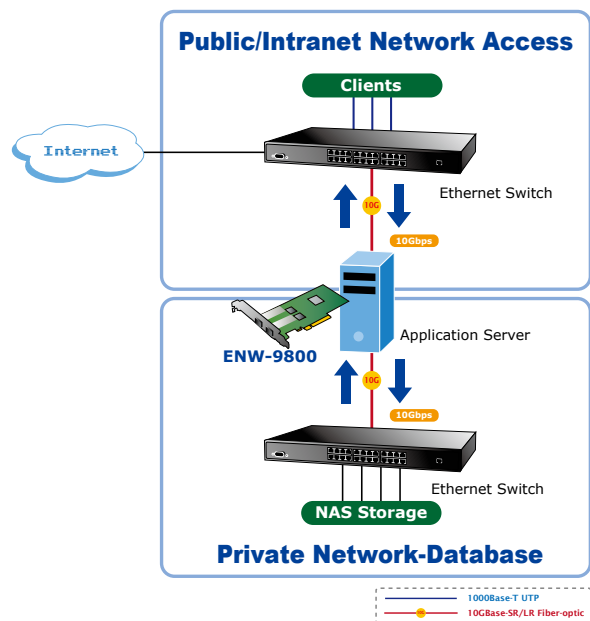 Public/Intranet Network Access
Clients
Internet
Ethernet Switch
10G
10Gbps
Application Server
ENW-9800
10G
10Gbps
Ethernet Switch
NAS Storage
Private Network-Database
1000Base-T UTP
10GBase-SR/LR Fiber-optic